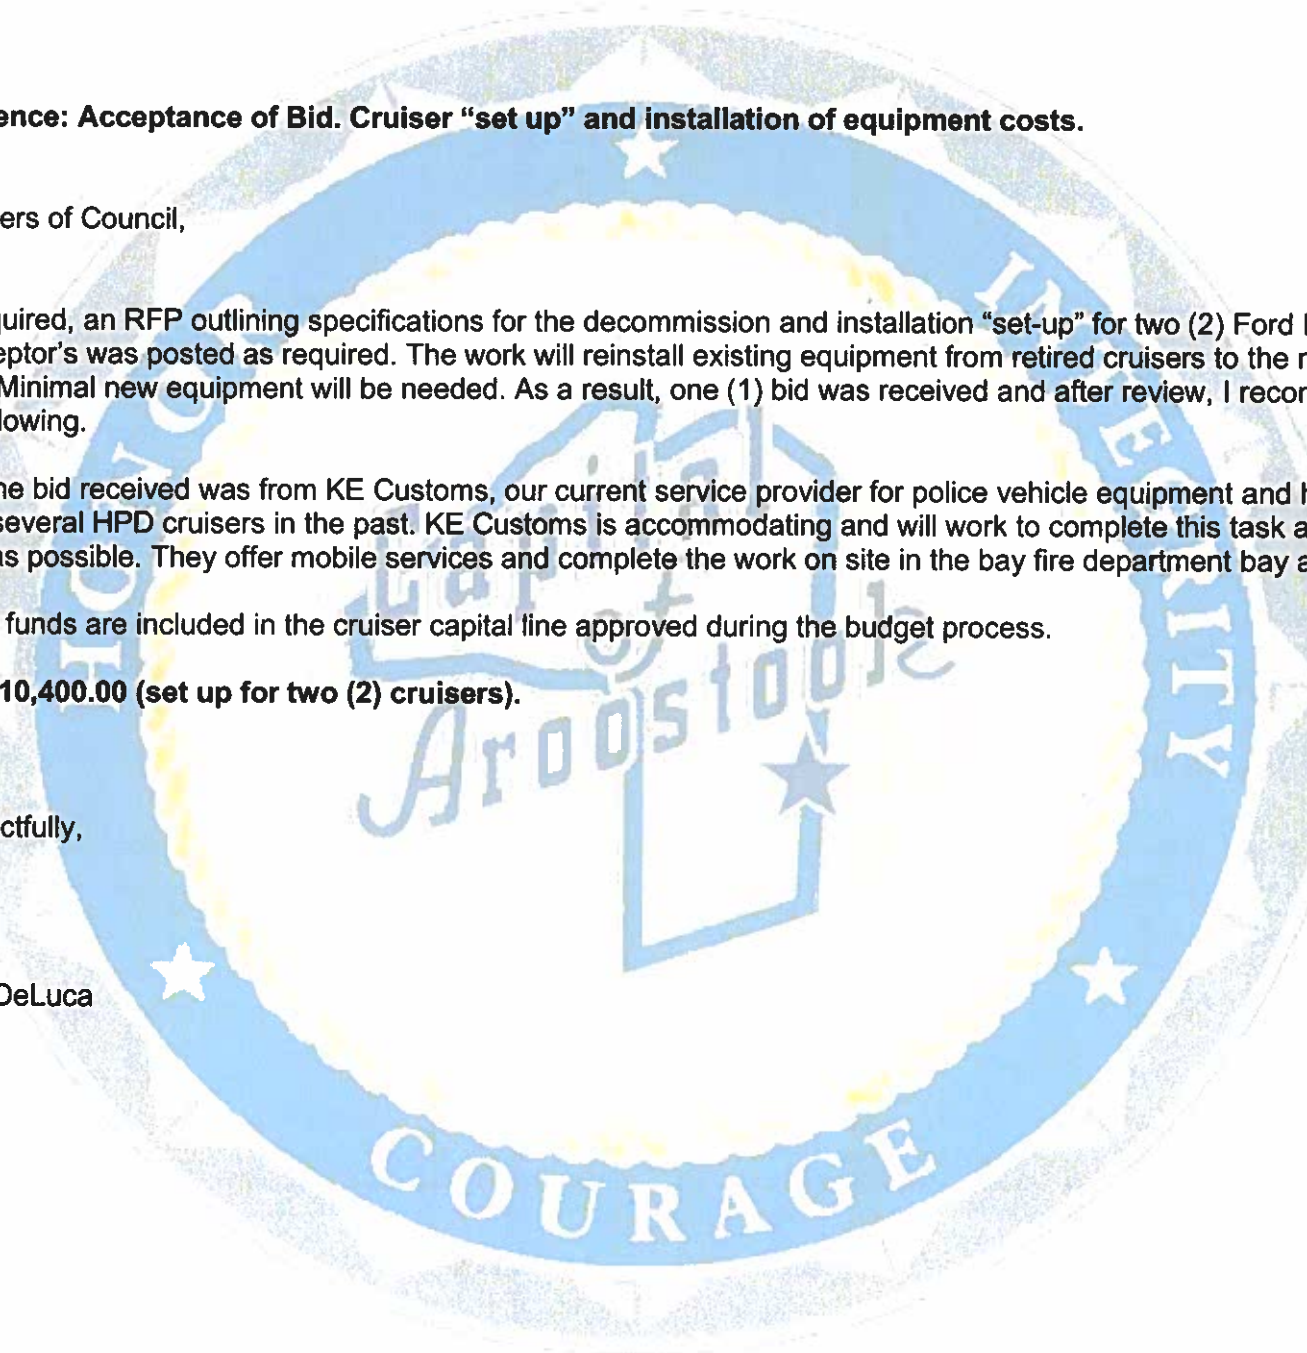 ence: Acceptance of Bid. Cruiser “set up” and installation of equipment costs.
ers of Council,
quired, an RFP outlining specifications for the decommission and installation “set-up” for two (2) Ford
eptor's was posted as required. The work will reinstall existing equipment from retired cruisers to the
Minimal new equipment will be needed. As a result, one (1) bid was received and after review, I recor
lowing.
ne bid received was from KE Customs, our current service provider for police vehicle equipment and
several HPD cruisers in the past. KE Customs is accommodating and will work to complete this task a
as possible. They offer mobile services and complete the work on site in the bay fire department bay a
funds are included in the cruiser capital line approved during the budget process.
10,400.00 (set up for two (2) cruisers).
ctfully,
DeLuca
HONOR
INTEGRITY
COURAGE
Capital
of
Aroostook